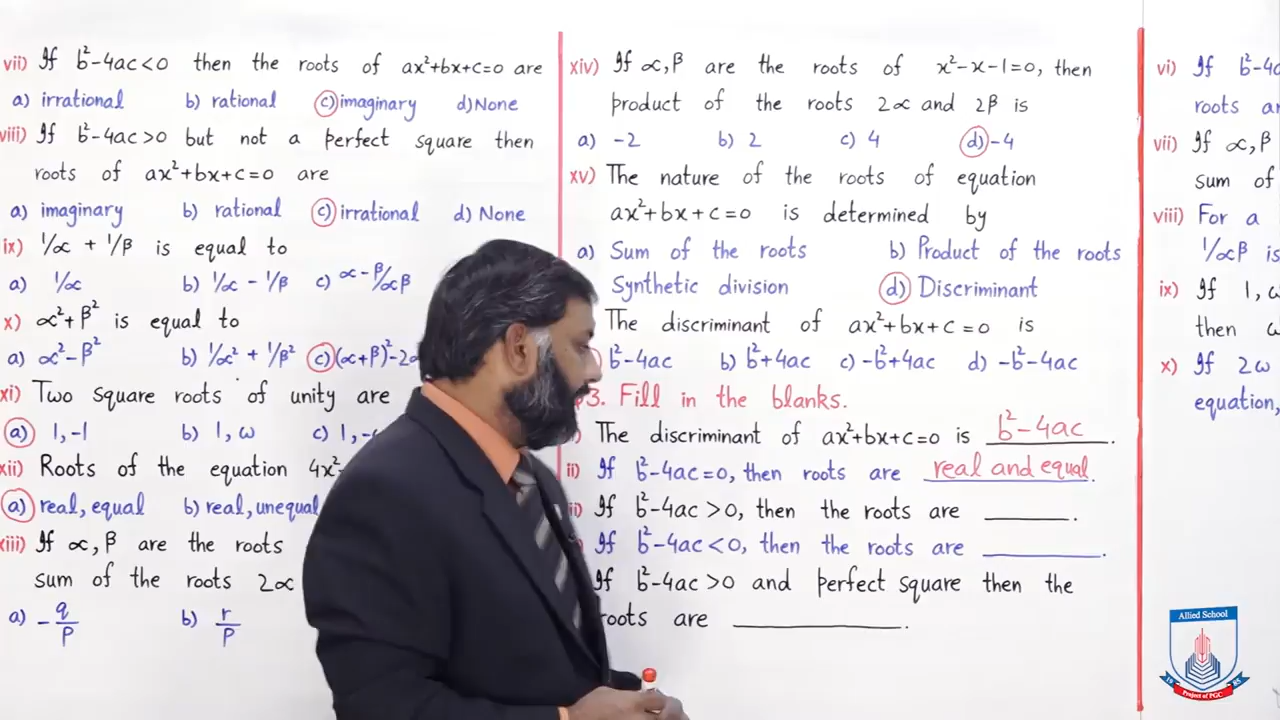 vii) If b²-4ac<0 then the roots of ax²+bx+c=0 are
a) irrational b) rational c) imaginary d) None
viii) If b²-4ac>0 but not a perfect square then
roots of ax²+bx+c=0 are
a) imaginary b) rational c) irrational d) None
ix) 1/α + 1/β is equal to
a) 1/α b) 1/α - 1/β c) α-β/αβ
x) α²+β² is equal to
a) α²-β² b) 1/α² + 1/β² c) (α+β)²-2α
xi) Two square roots of unity are
a) 1,-1 b) 1,ω c) 1,-
xii) Roots of the equation 4x²
a) real, equal b) real, unequal
xiii) If α,β are the roots
sum of the roots 2α
a) -q/p b) r/p
xiv) If α,β are the roots of x²-x-1=0, then
product of the roots 2α and 2β is
a) -2 b) 2 c) 4 d) -4
xv) The nature of the roots of equation
ax²+bx+c=0 is determined by
a) Sum of the roots b) Product of the roots
Synthetic division d) Discriminant
The discriminant of ax²+bx+c=0 is
b²-4ac b) b²+4ac c) -b²+4ac d) -b²-4ac
3. Fill in the blanks.
) The discriminant of ax²+bx+c=0 is b²-4ac.
ii) If b²-4ac=0, then roots are real and equal.
ii) If b²-4ac>0, then the roots are ______.
) If b²-4ac<0, then the roots are ________.
If b²-4ac>0 and perfect square then the
roots are ___________.
vi) If b²-4a
roots ar
vii) If α,β
sum of
viii) For a
1/αβ is
ix) If 1,ω
then ω
x) If 2ω
equation,
Allied School
19 85
Project of PGC